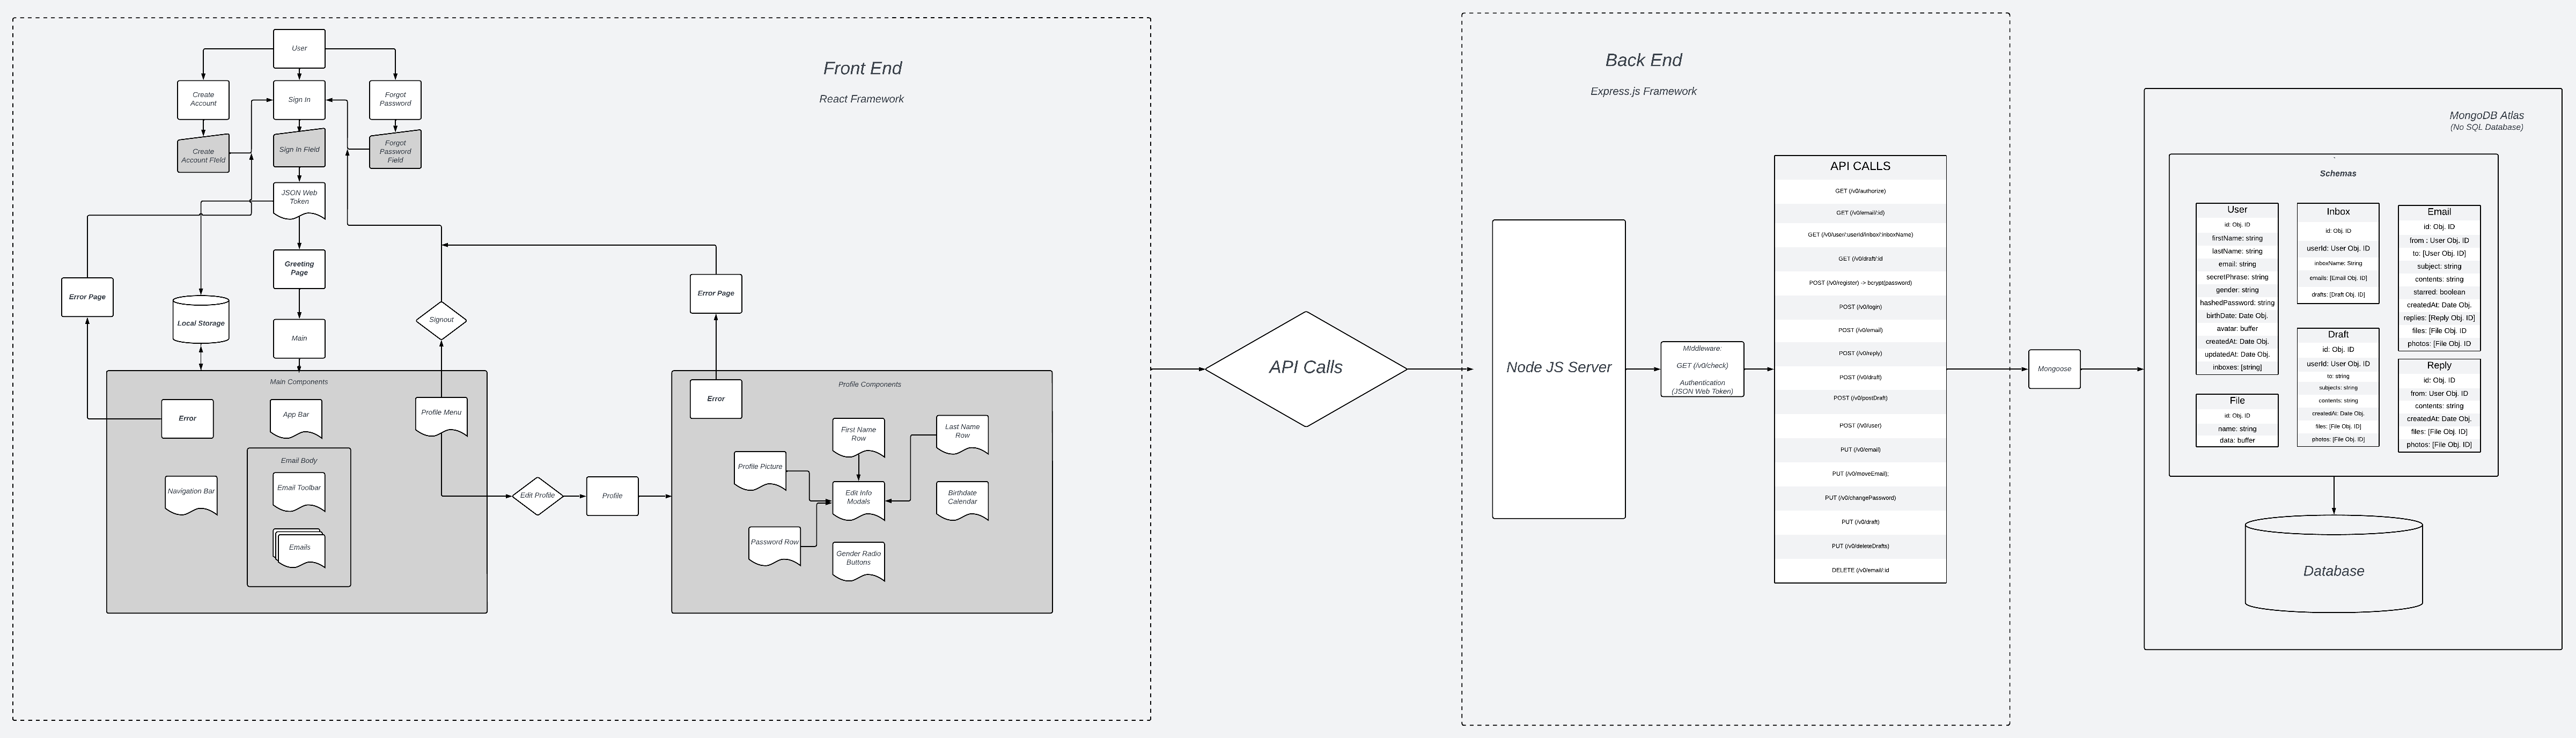 Front End
React Framework
User
Create
Account
Sign In
Forgot
Password
Create
Account Field
Sign In Field
Forgot
Password
Field
JSON Web
Token
Greeting
Page
Error Page
Local Storage
Main
Signout
Error Page
Main Components
Error
App Bar
Profile Menu
Email Body
Navigation Bar
Email Toolbar
Emails
Edit Profile
Profile
Profile Components
Error
First Name
Row
Last Name
Row
Profile Picture
Edit Info
Modals
Birthdate
Calendar
Password Row
Gender Radio
Buttons
API Calls
Back End
Express.js Framework
Node JS Server
Middleware:
GET (/v0/check)
Authentication
(JSON Web Token)
API CALLS
GET (/v0/authorize)
GET (/v0/email/:id)
GET (/v0/user/:userId/inbox/:inboxName)
GET (/v0/draft/:id
POST (/v0/register) -> bcrypt(password)
POST (/v0/login)
POST (/v0/email)
POST (/v0/reply)
POST (/v0/draft)
POST (/v0/postDraft)
POST (/v0/user)
PUT (/v0/email)
PUT (/v0/moveEmail);
PUT (/v0/changePassword)
PUT (/v0/draft)
PUT (/v0/deleteDrafts)
DELETE (/v0/email/:id
Mongoose
MongoDB Atlas
(No SQL Database)
Schemas
User
id: Obj. ID
firstName: string
lastName: string
email: string
secretPhrase: string
gender: string
hashedPassword: string
birthDate: Date Obj.
avatar: buffer
createdAt: Date Obj.
updatedAt: Date Obj.
inboxes: [string]
File
id: Obj. ID
name: string
data: buffer
Inbox
id: Obj. ID
userId: User Obj. ID
inboxName: String
emails: [Email Obj. ID]
drafts: [Draft Obj. ID]
Draft
id: Obj. ID
userId: User Obj. ID
to: string
subjects: string
contents: string
createdAt: Date Obj.
files: [File Obj. ID]
photos: [File Obj. ID]
Email
id: Obj. ID
from : User Obj. ID
to: [User Obj. ID]
subject: string
contents: string
starred: boolean
createdAt: Date Obj.
replies: [Reply Obj. ID]
files: [File Obj. ID
photos: [File Obj. ID
Reply
id: Obj. ID
from: User Obj. ID
contents: string
createdAt: Date Obj.
files: [File Obj. ID]
photos: [File Obj. ID]
Database